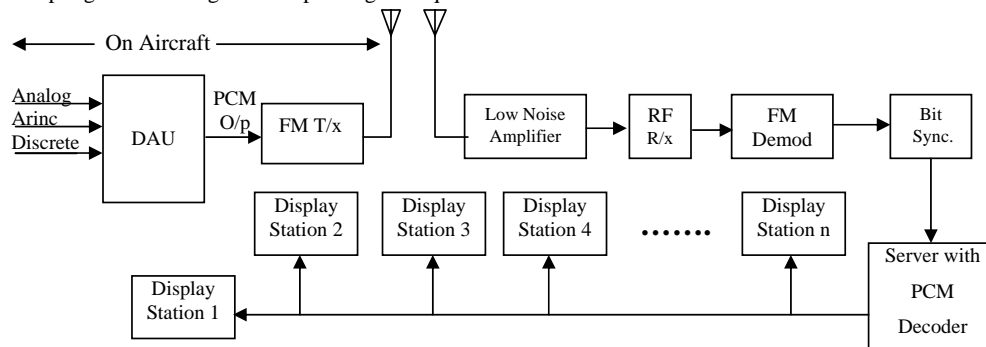 On Aircraft
Analog
Arinc
Discrete
DAU
PCM
O/p
FM T/x
Low Noise
Amplifier
RF
R/x
FM
Demod
Bit
Sync.
Display
Station 2
Display
Station 3
Display
Station 4
.......
Display
Station n
Server with
PCM
Decoder
Display
Station 1